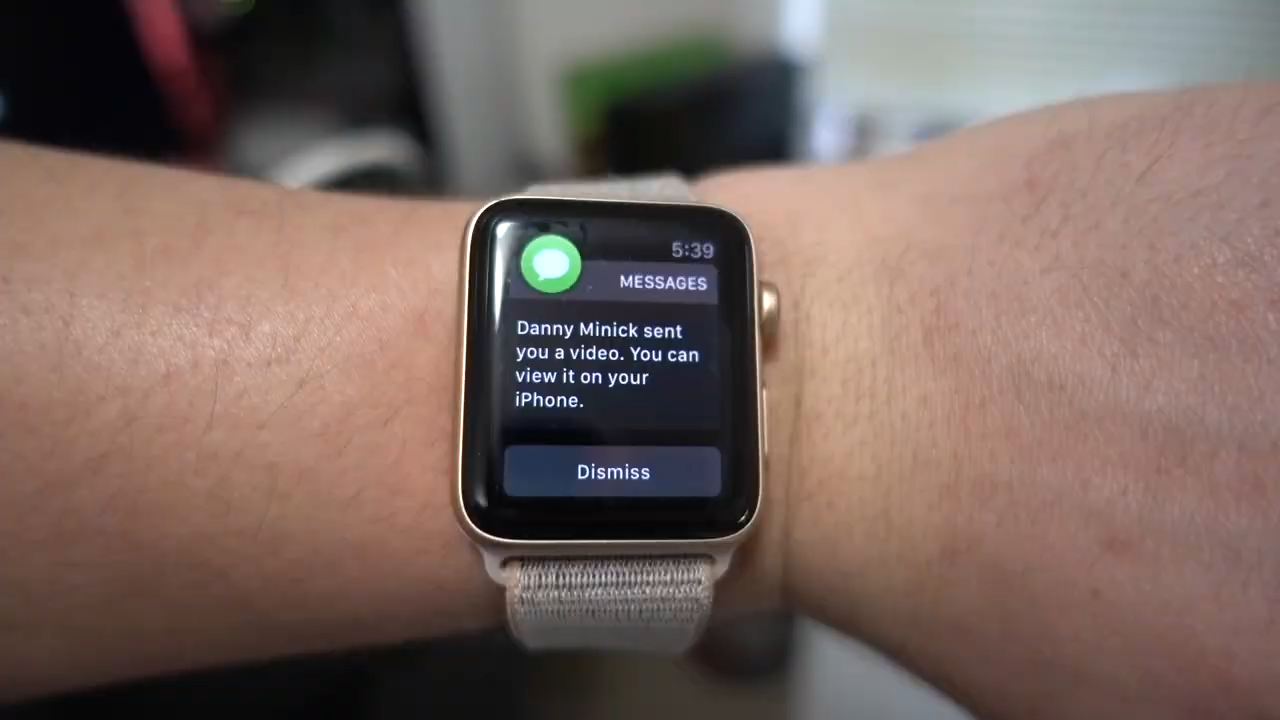 5:39
MESSAGES
Danny Minick sent
you a video. You can
view it on your
iPhone.
Dismiss